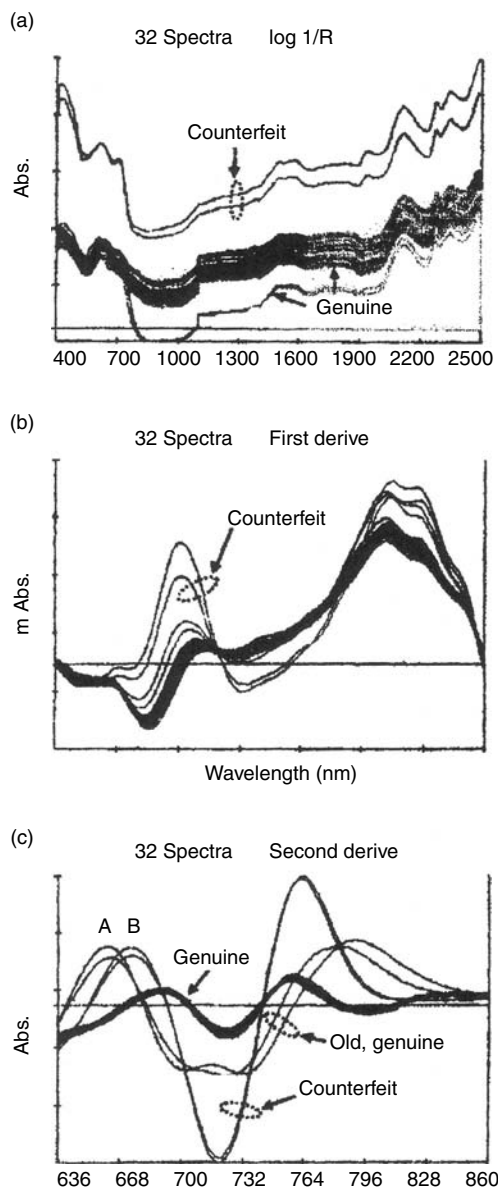 (a)
32 Spectra log 1/R
Abs.
Counterfeit
Genuine
400 700 1000 1300 1600 1900 2200 2500
(b)
32 Spectra First derive
m Abs.
Counterfeit
Wavelength (nm)
(c)
32 Spectra Second derive
Abs.
A B
Genuine
Old, genuine
Counterfeit
636 668 700 732 764 796 828 860